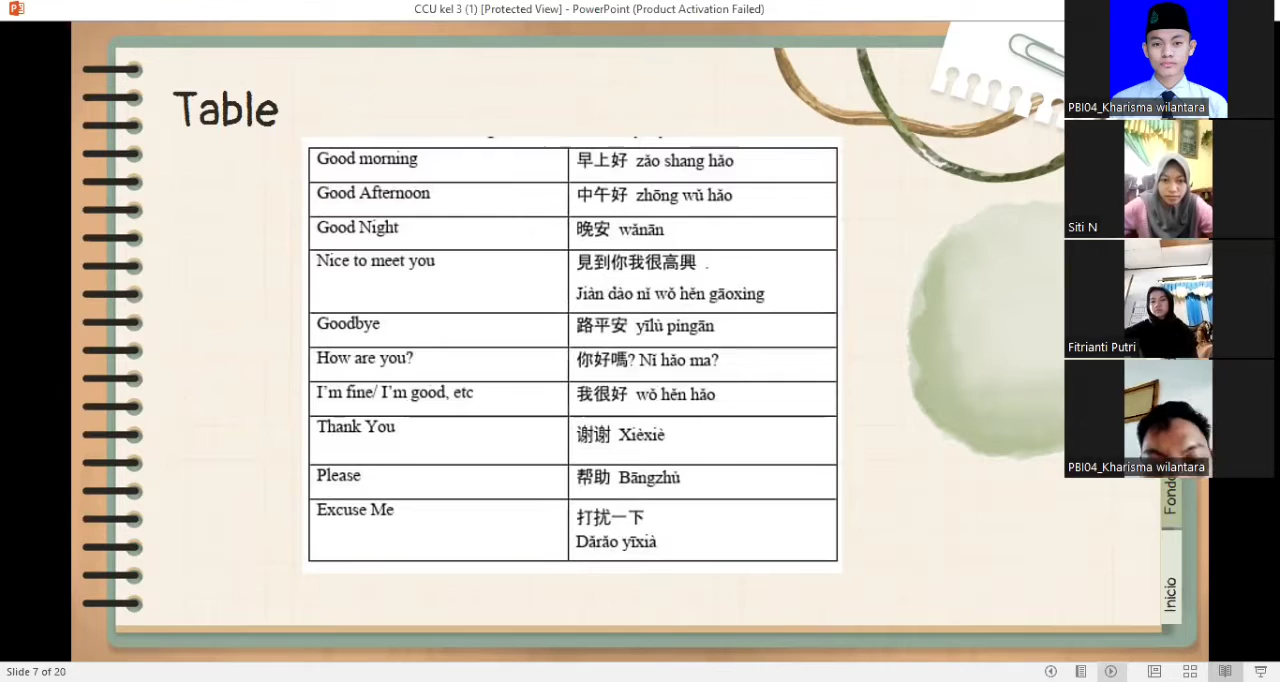 CCU kel 3 (1) [Protected View] - PowerPoint (Product Activation Failed)
Table
Good morning 早上好 zǎo shang hǎo
Good Afternoon 中午好 zhōng wǔ hǎo
Good Night 晚安 wǎnān
Nice to meet you 見到你我很高興 .
Jiàn dào nǐ wǒ hěn gāoxìng
Goodbye 路平安 yīlù píngān
How are you? 你好嗎? Nǐ hǎo ma?
I'm fine/ I'm good, etc 我很好 wǒ hěn hǎo
Thank You 谢谢 Xièxiè
Please 帮助 Bāngzhù
Excuse Me 打扰一下
Dǎrǎo yīxià
Fondo
Inicio
PBI04_Kharisma wilantara
Siti N
Fitrianti Putri
PBI04_Kharisma wilantara
Slide 7 of 20